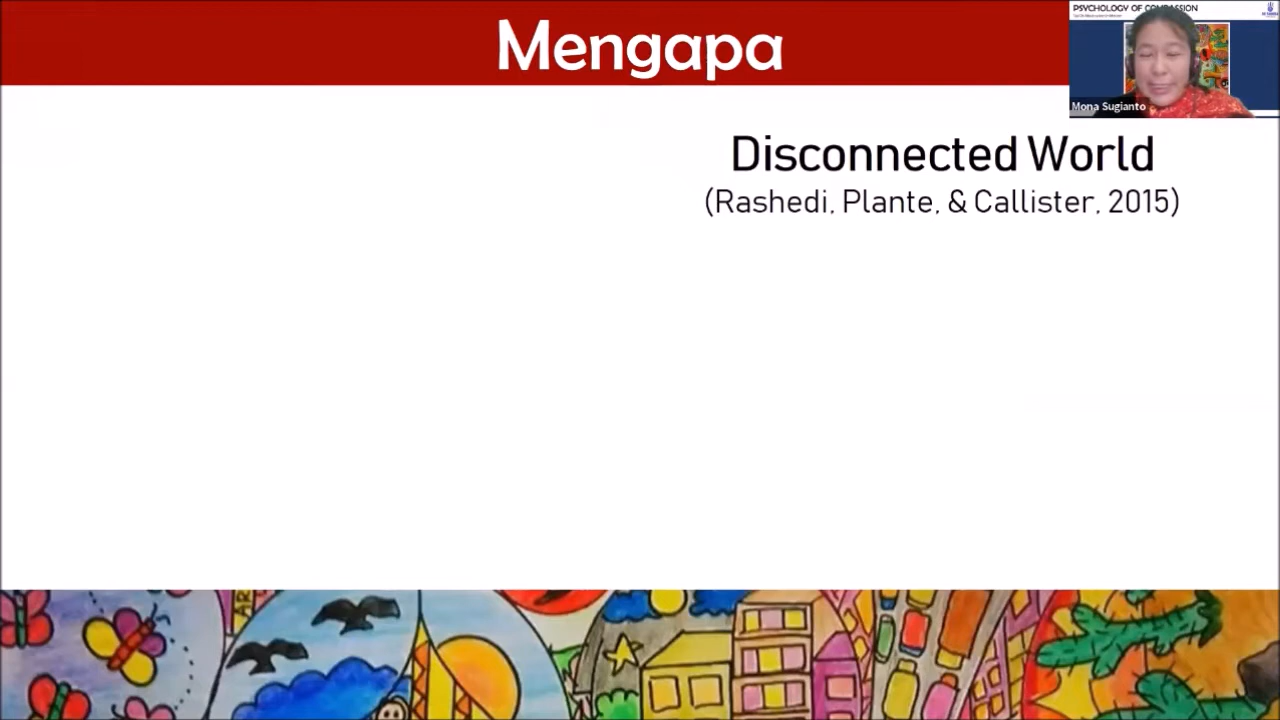 Mengapa
PSYCHOLOGY OF COMPASSION
Mona Sugianto
Disconnected World
(Rashedi, Plante, & Callister, 2015)